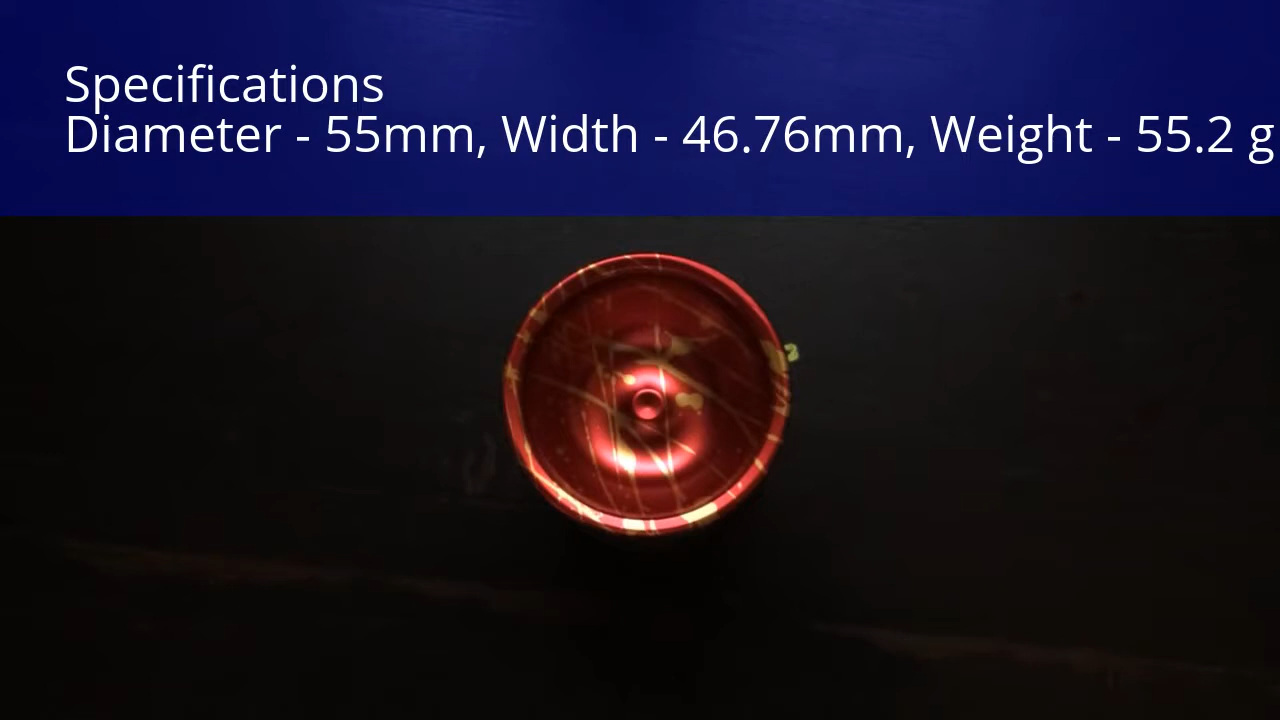 Specifications
Diameter - 55mm, Width - 46.76mm, Weight - 55.2 g